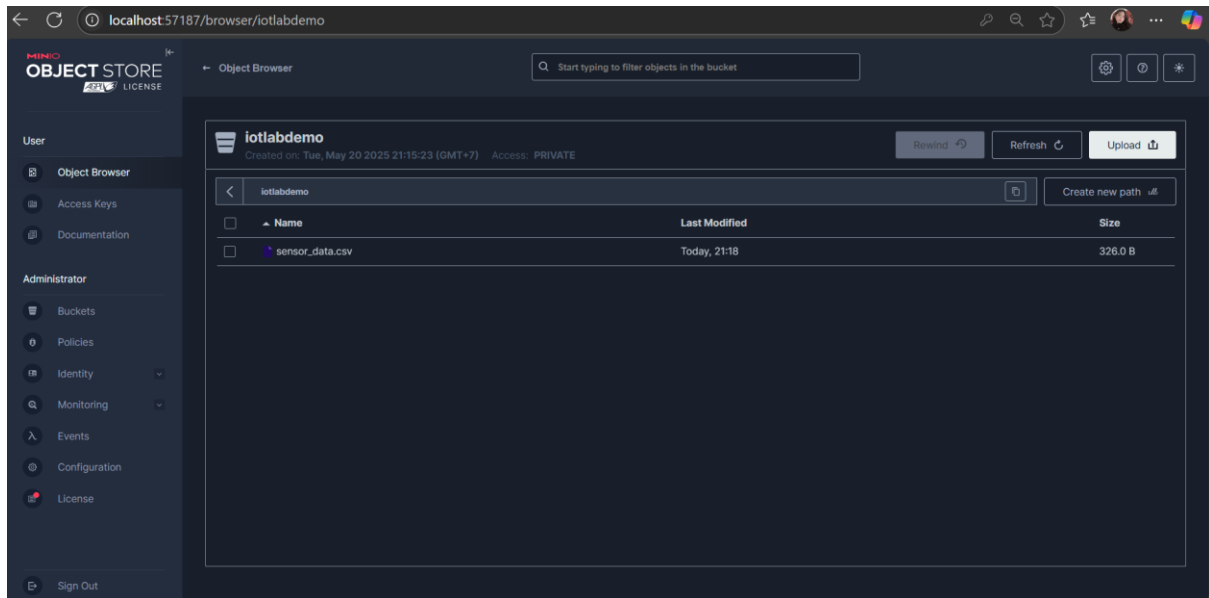 localhost:57187/browser/iotlabdemo
MINIO
OBJECT STORE
AGPLv3 LICENSE
← Object Browser
Start typing to filter objects in the bucket
User
Object Browser
Access Keys
Documentation
Administrator
Buckets
Policies
Identity
Monitoring
Events
Configuration
License
Sign Out
iotlabdemo
Created on: Tue, May 20 2025 21:15:23 (GMT+7) Access: PRIVATE
Rewind
Refresh
Upload
iotlabdemo
Create new path
Name Last Modified Size
sensor_data.csv Today, 21:18 326.0 B